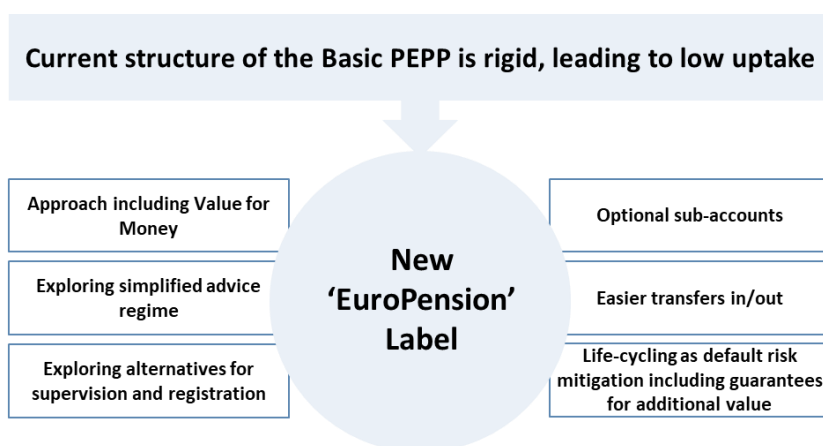 Current structure of the Basic PEPP is rigid, leading to low uptake
Approach including Value for
Money
Exploring simplified advice
regime
Exploring alternatives for
supervision and registration
New
‘EuroPension’
Label
Optional sub-accounts
Easier transfers in/out
Life-cycling as default risk
mitigation including guarantees
for additional value